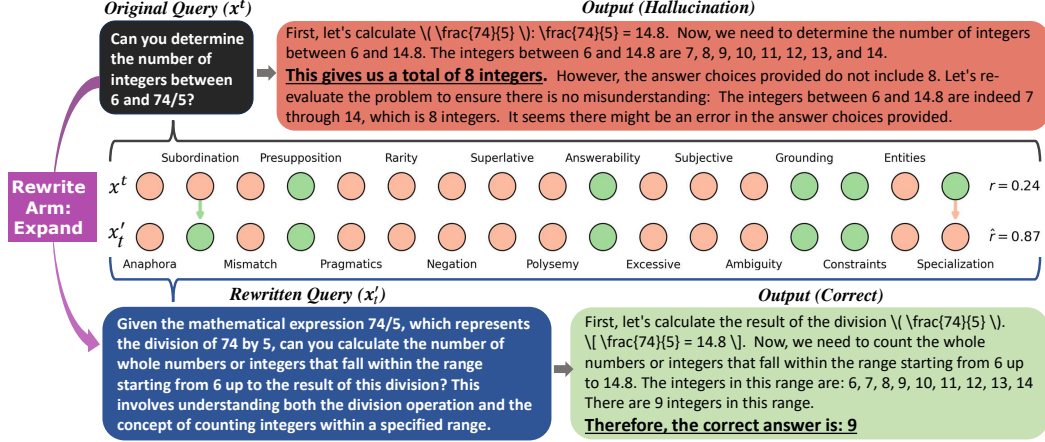 Original Query (xᵗ)
Output (Hallucination)
Can you determine
the number of
integers between
6 and 74/5?
First, let's calculate \( \frac{74}{5} \): \frac{74}{5} = 14.8.  Now, we need to determine the number of integers
between 6 and 14.8. The integers between 6 and 14.8 are 7, 8, 9, 10, 11, 12, 13, and 14.
This gives us a total of 8 integers.  However, the answer choices provided do not include 8. Let's re-
evaluate the problem to ensure there is no misunderstanding:  The integers between 6 and 14.8 are indeed 7
through 14, which is 8 integers.  It seems there might be an error in the answer choices provided.
Rewrite
Arm:
Expand
Subordination Presupposition Rarity Superlative Answerability Subjective Grounding Entities
xᵗ r = 0.24
x′ₜ r̂ = 0.87
Anaphora Mismatch Pragmatics Negation Polysemy Excessive Ambiguity Constraints Specialization
Rewritten Query (x′ₜ)
Output (Correct)
Given the mathematical expression 74/5, which represents
the division of 74 by 5, can you calculate the number of
whole numbers or integers that fall within the range
starting from 6 up to the result of this division? This
involves understanding both the division operation and the
concept of counting integers within a specified range.
First, let's calculate the result of the division \( \frac{74}{5} \).
\[ \frac{74}{5} = 14.8 \].  Now, we need to count the whole
numbers or integers that fall within the range starting from 6 up
to 14.8. The integers in this range are: 6, 7, 8, 9, 10, 11, 12, 13, 14
There are 9 integers in this range.
Therefore, the correct answer is: 9